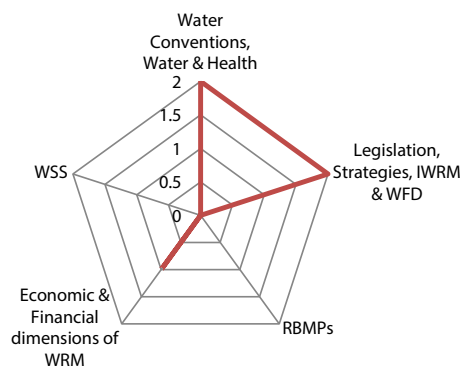 Water
Conventions,
Water & Health
2
1.5
1
0.5
0
Legislation,
Strategies, IWRM
& WFD
RBMPs
Economic &
Financial
dimensions of
WRM
WSS